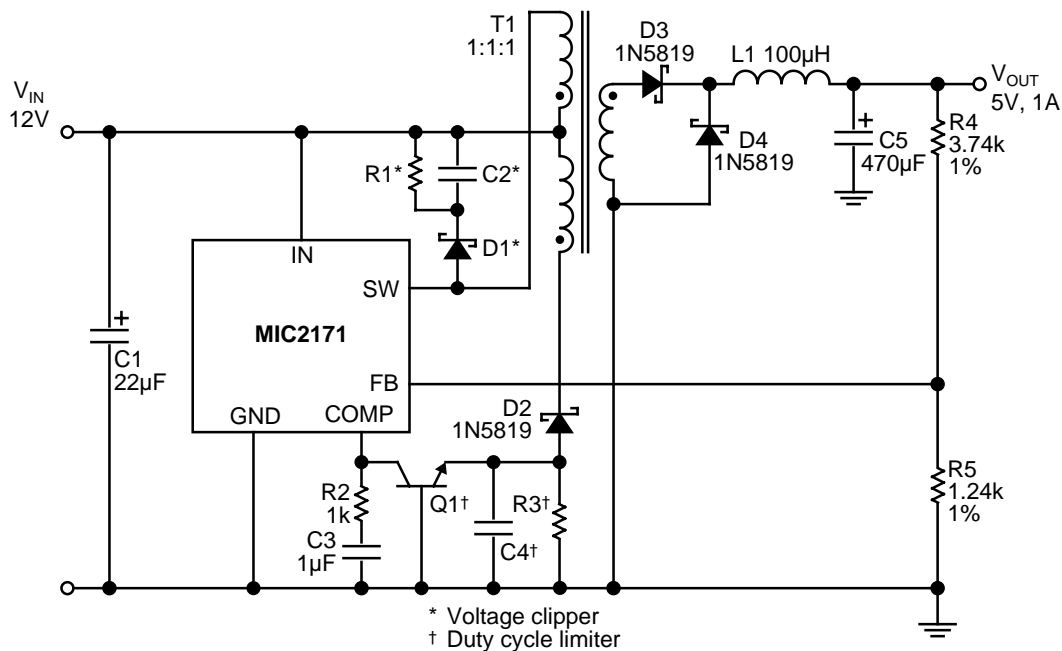 T1
1:1:1
D3
1N5819
L1 100µH
V_OUT
5V, 1A
V_IN
12V
R4
3.74k
1%
D4
1N5819
C5
470µF
R1*
C2*
D1*
IN
SW
MIC2171
C1
22µF
FB
GND
COMP
D2
1N5819
R2
1k
Q1†
R3†
R5
1.24k
1%
C3
1µF
C4†
* Voltage clipper
† Duty cycle limiter